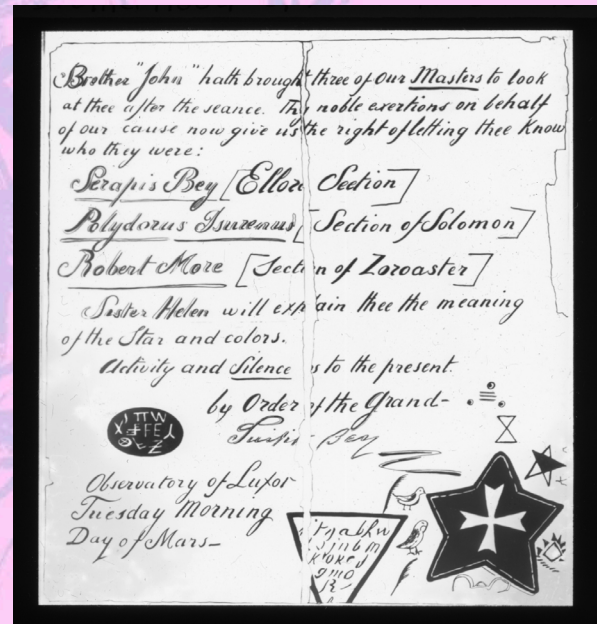 Brother "John" hath brought three of our Masters to look
at thee after the seance. Thy noble exertions on behalf
of our cause now give us the right of letting thee know
who they were:
Serapis Bey [Ellora Section]
Polydorus Isurenus [Section of Solomon]
Robert More [Section of Zoroaster]
Sister Helen will explain thee the meaning
of the Star and colors.
Activity and Silence as to the present.
by Order of the Grand-
Tuitit Bey
Observatory of Luxor
Tuesday Morning
Day of Mars—